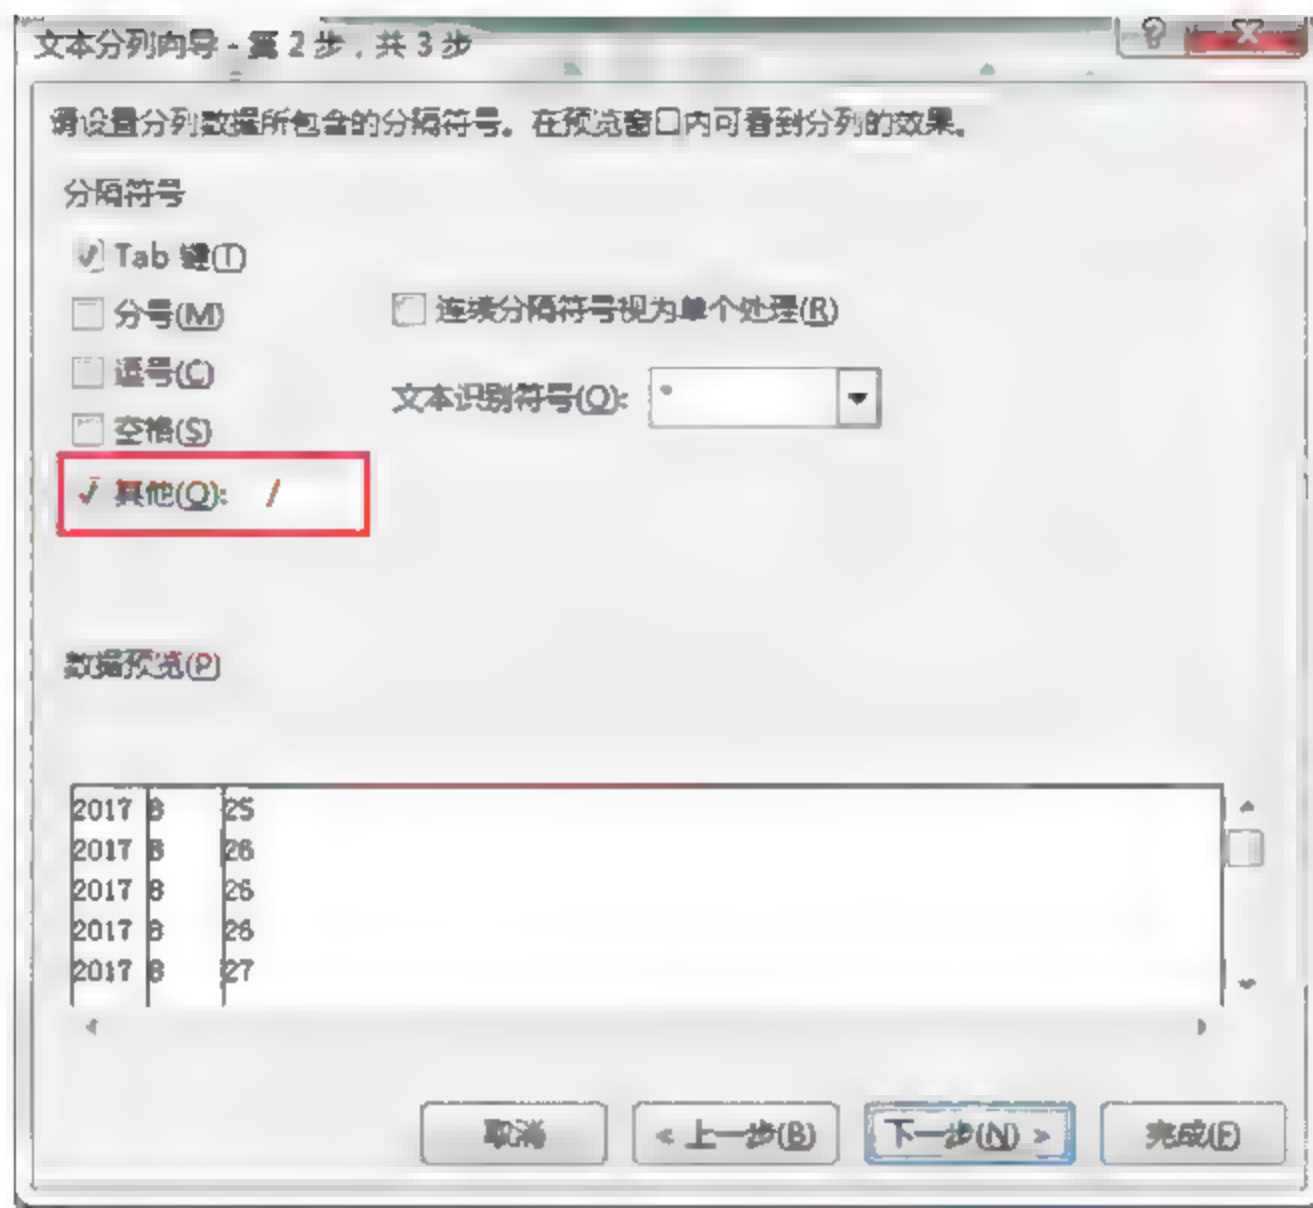 文本分列向导 - 第 2 步，共 3 步
请设置分列数据所包含的分隔符号。在预览窗口内可看到分列的效果。
分隔符号
Tab 键(T)
分号(M)
连续分隔符号视为单个处理(R)
逗号(C)
文本识别符号(Q): "
空格(S)
其他(O): /
数据预览(P)
2017 8 25
2017 8 26
2017 8 26
2017 8 26
2017 8 27
取消
< 上一步(B)
下一步(N) >
完成(F)